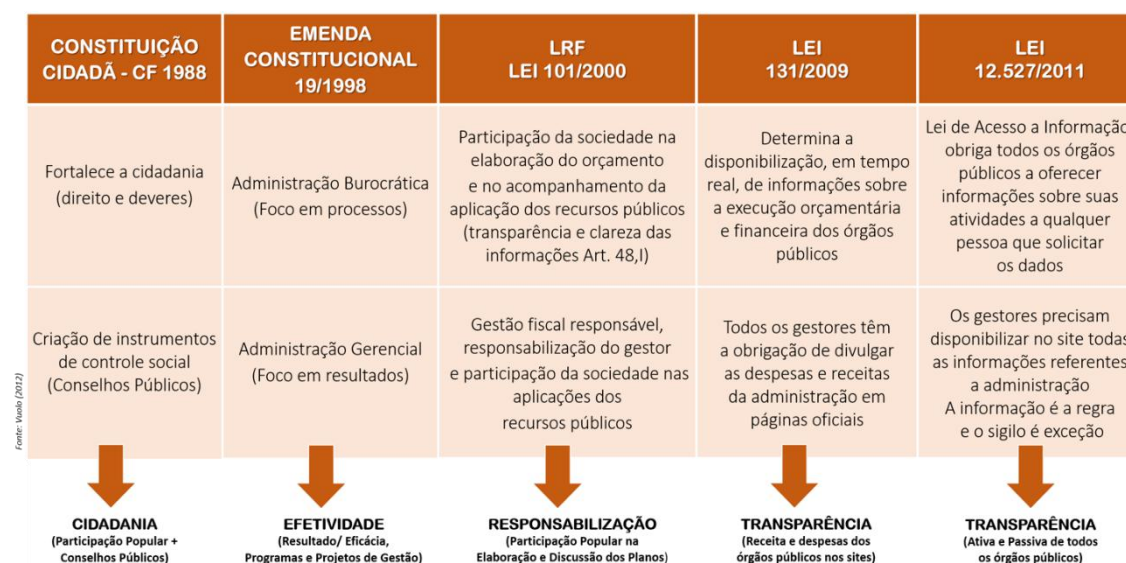 CONSTITUIÇÃO
CIDADÃ - CF 1988
EMENDA
CONSTITUCIONAL
19/1998
LRF
LEI 101/2000
LEI
131/2009
LEI
12.527/2011
Fortalece a cidadania
(direito e deveres)
Administração Burocrática
(Foco em processos)
Participação da sociedade na
elaboração do orçamento
e no acompanhamento da
aplicação dos recursos públicos
(transparência e clareza das
informações Art. 48,I)
Determina a
disponibilização, em tempo
real, de informações sobre
a execução orçamentária
e financeira dos órgãos
públicos
Lei de Acesso a Informação
obriga todos os órgãos
públicos a oferecer
informações sobre suas
atividades a qualquer
pessoa que solicitar
os dados
Criação de instrumentos
de controle social
(Conselhos Públicos)
Administração Gerencial
(Foco em resultados)
Gestão fiscal responsável,
responsabilização do gestor
e participação da sociedade nas
aplicações dos
recursos públicos
Todos os gestores têm
a obrigação de divulgar
as despesas e receitas
da administração em
páginas oficiais
Os gestores precisam
disponibilizar no site todas
as informações referentes
a administração
A informação é a regra
e o sigilo é exceção
Fonte: Vuolo (2012)
CIDADANIA
(Participação Popular +
Conselhos Públicos)
EFETIVIDADE
(Resultado/ Eficácia,
Programas e Projetos de Gestão)
RESPONSABILIZAÇÃO
(Participação Popular na
Elaboração e Discussão dos Planos)
TRANSPARÊNCIA
(Receita e despesas dos
órgãos públicos nos sites)
TRANSPARÊNCIA
(Ativa e Passiva de todos
os órgãos públicos)